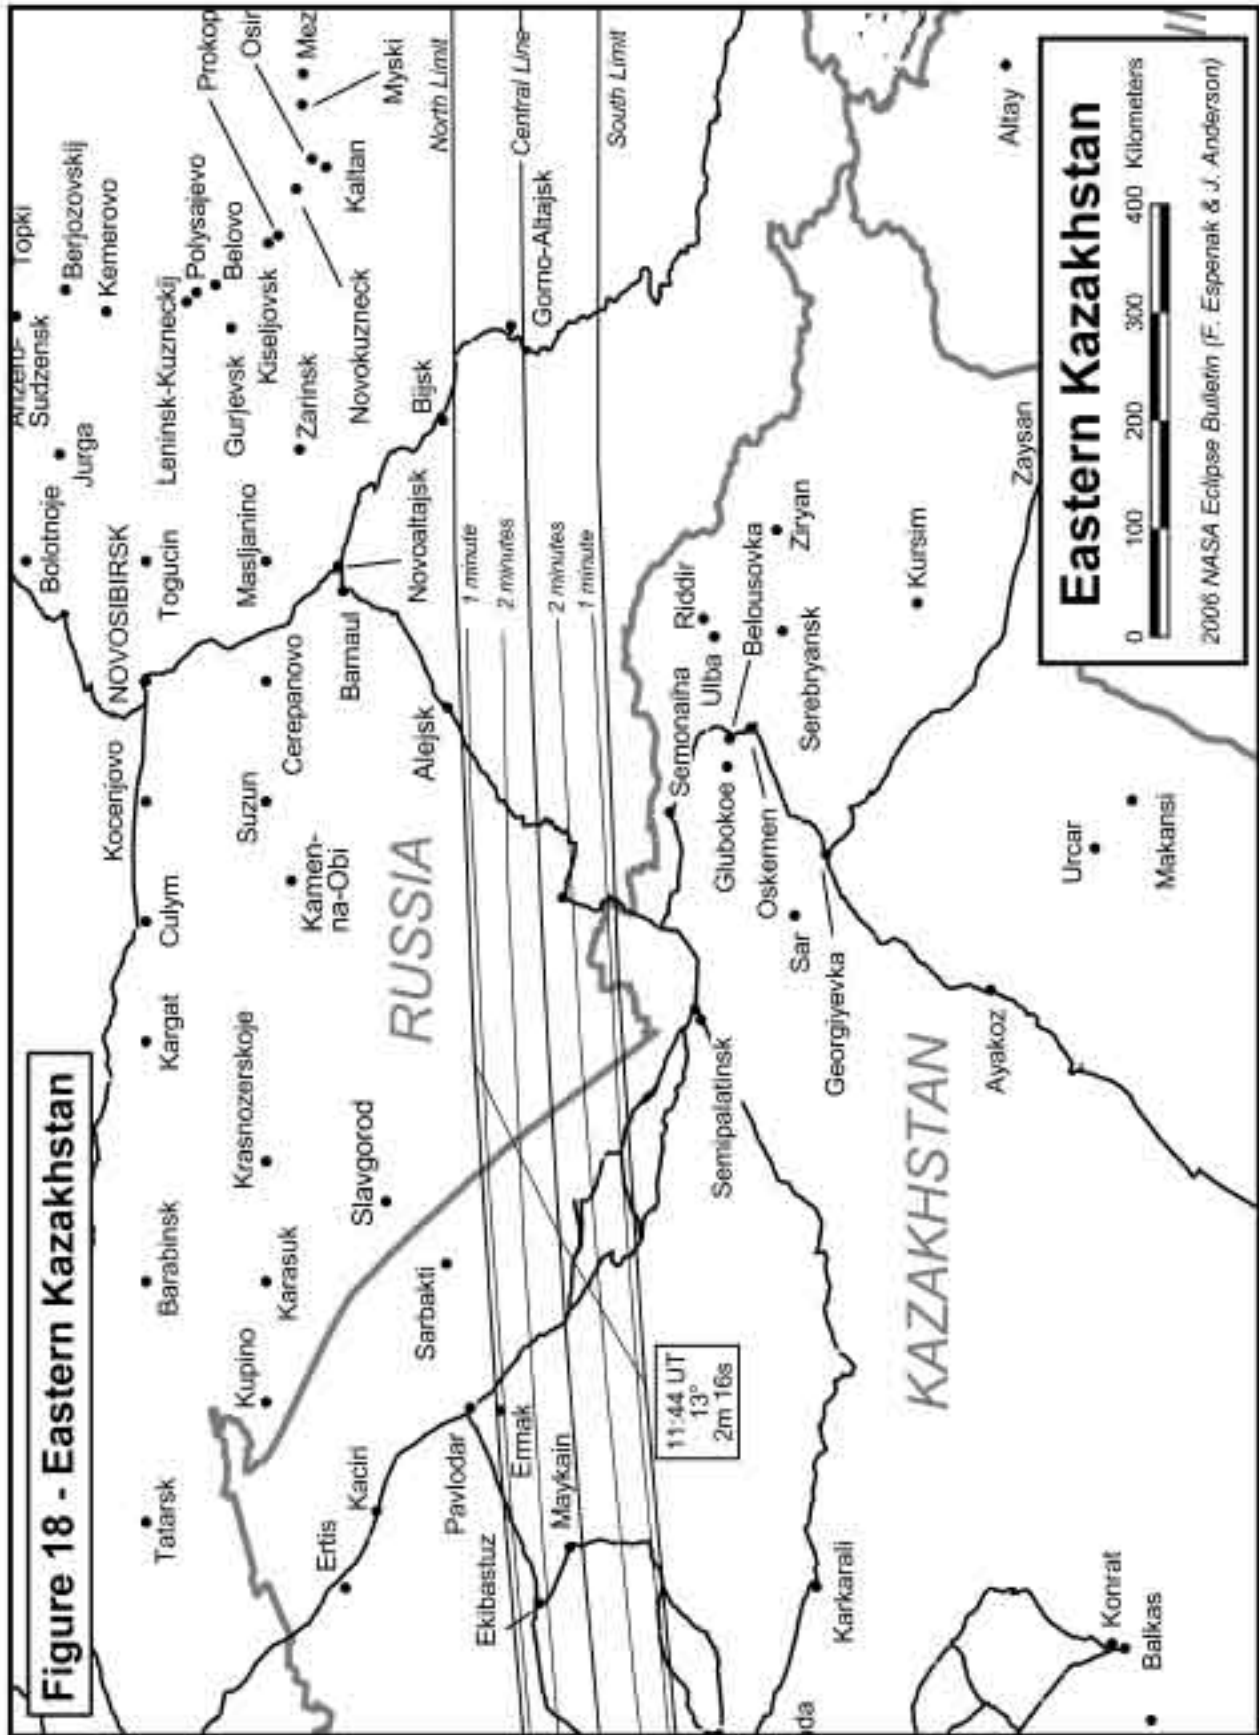 Figure 18 - Eastern Kazakhstan
Topki
Anzero-
Sudzensk
Berjozovskij
Kemerovo
Bolotnoje
Jurga
NOVOSIBIRSK
Kocenjovo
Culym
Kargat
Barabinsk
Tatarsk
Togucin
Leninsk-Kuzneckij
Polysajevo
Belovo
Gurjevsk
Kiseljovsk
Prokop
Osin
Mez
Myski
Kaltan
Novokuzneck
Zarinsk
Masljanino
Cerepanovo
Suzun
Kamen-
na-Obi
Krasnozerskoje
Karasuk
Kupino
Slavgorod
Barnaul
Novoaltajsk
Bijsk
Alejsk
Gorno-Altajsk
RUSSIA
North Limit
Central Line
South Limit
1 minute
2 minutes
2 minutes
1 minute
Ertis
Kaciri
Pavlodar
Ermak
Sarbakti
Ekibastuz
Maykain
11:44 UT
13°
2m 16s
Semipalatinsk
Semonaiha
Ulba
Riddir
Belousovka
Ziryan
Glubokoe
Oskemen
Serebryansk
Sar
Georgiyevka
Kursim
Zaysan
Ayakoz
KAZAKHSTAN
Karkarali
Urcar
Makansi
Konrat
Balkas
da
Altay
Eastern Kazakhstan
0 100 200 300 400 Kilometers
2006 NASA Eclipse Bulletin (F. Espenak & J. Anderson)